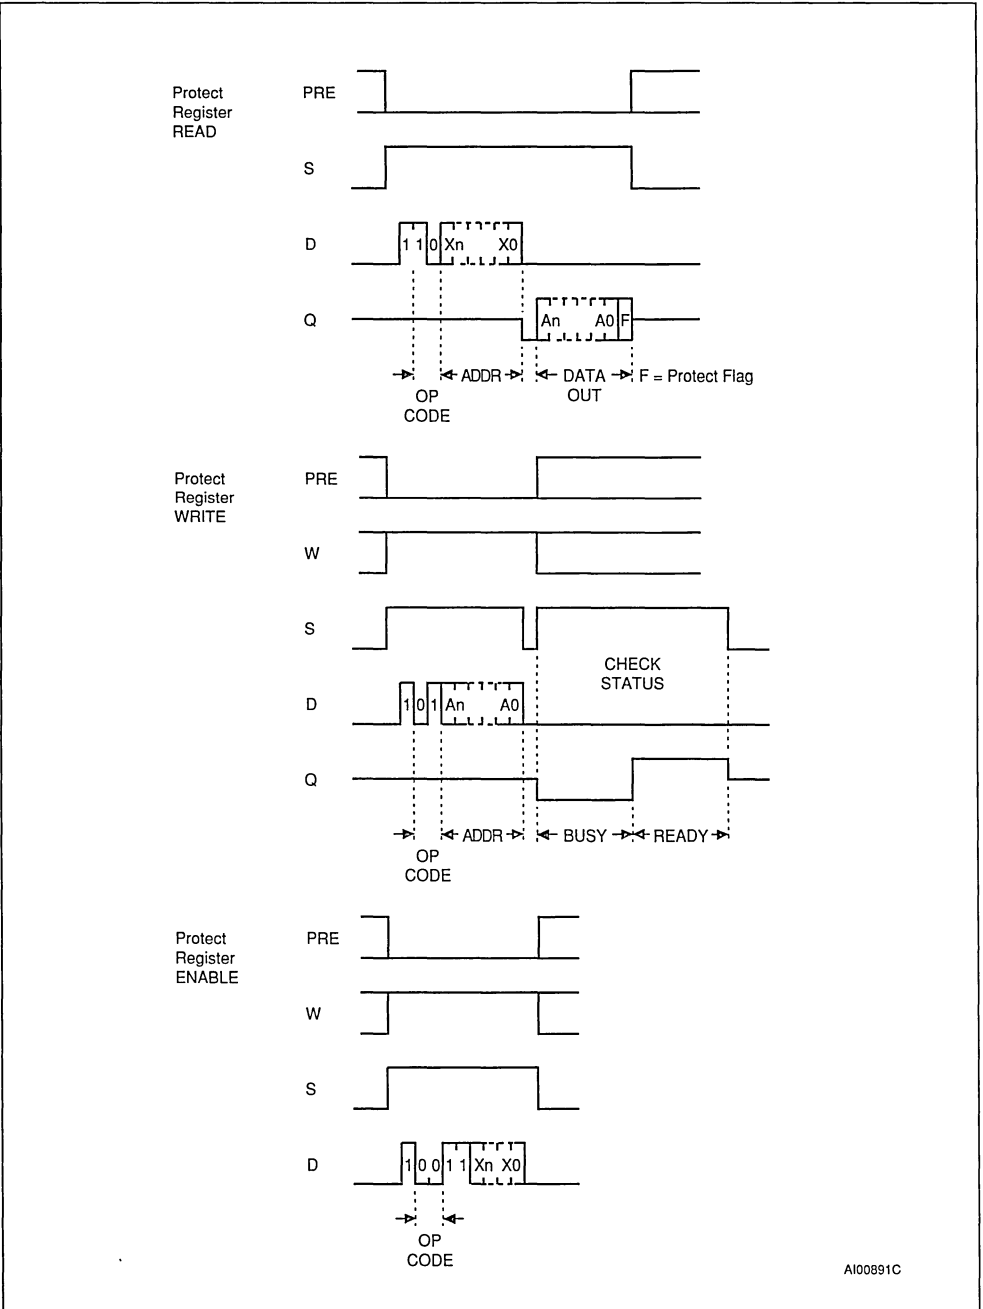 Protect
Register
READ
PRE
S
D
1 1 0 Xn X0
Q
An A0 F
ADDR
DATA
OUT
F = Protect Flag
OP
CODE
Protect
Register
WRITE
PRE
W
S
CHECK
STATUS
D
1 0 1 An A0
Q
ADDR
BUSY
READY
OP
CODE
Protect
Register
ENABLE
PRE
W
S
D
1 0 0 1 1 Xn X0
OP
CODE
AI00891C